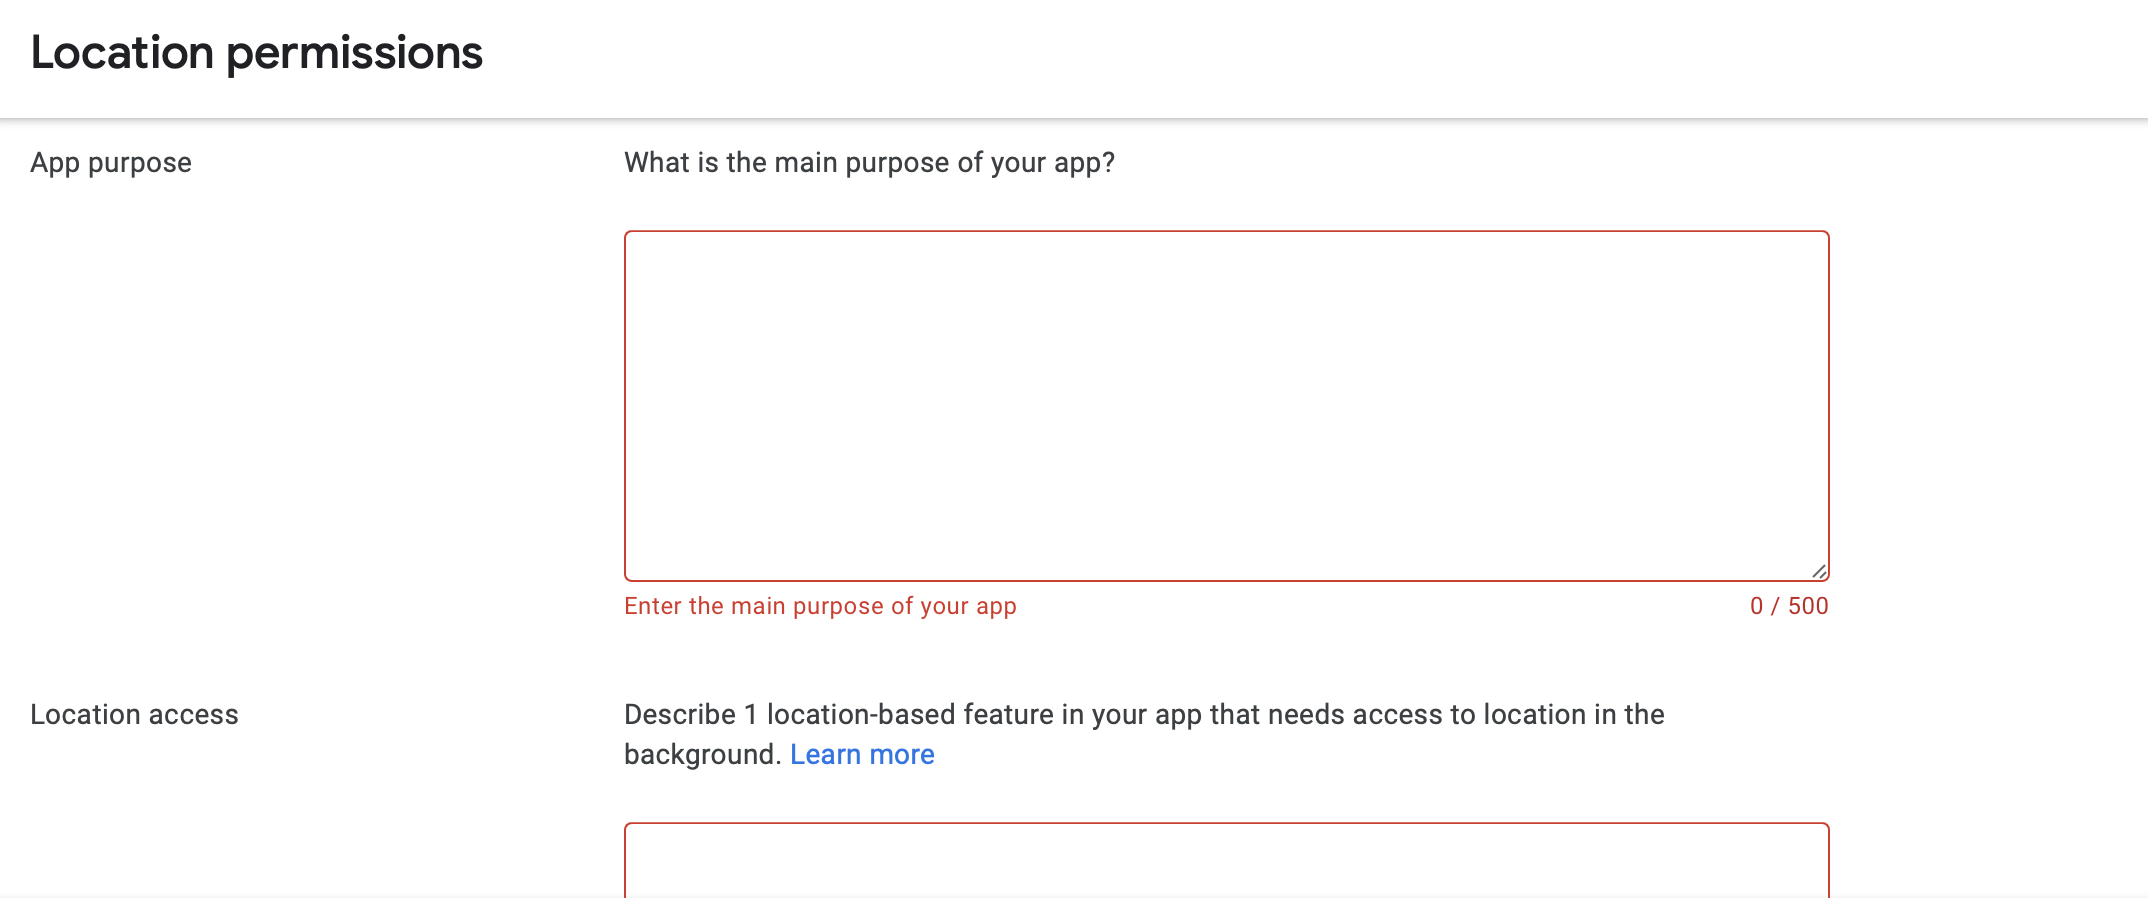 Location permissions
App purpose
What is the main purpose of your app?
Enter the main purpose of your app
0 / 500
Location access
Describe 1 location-based feature in your app that needs access to location in the
background. Learn more